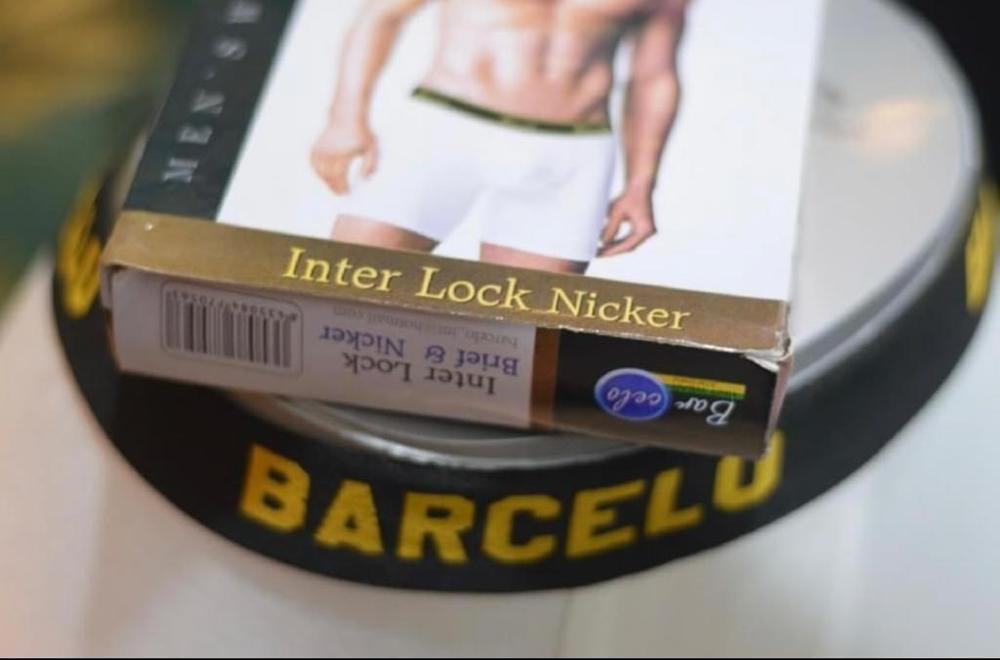 MEN'S
Inter Lock Nicker
Inter Lock
Brief & Nicker
Bar
celo
BARCELO